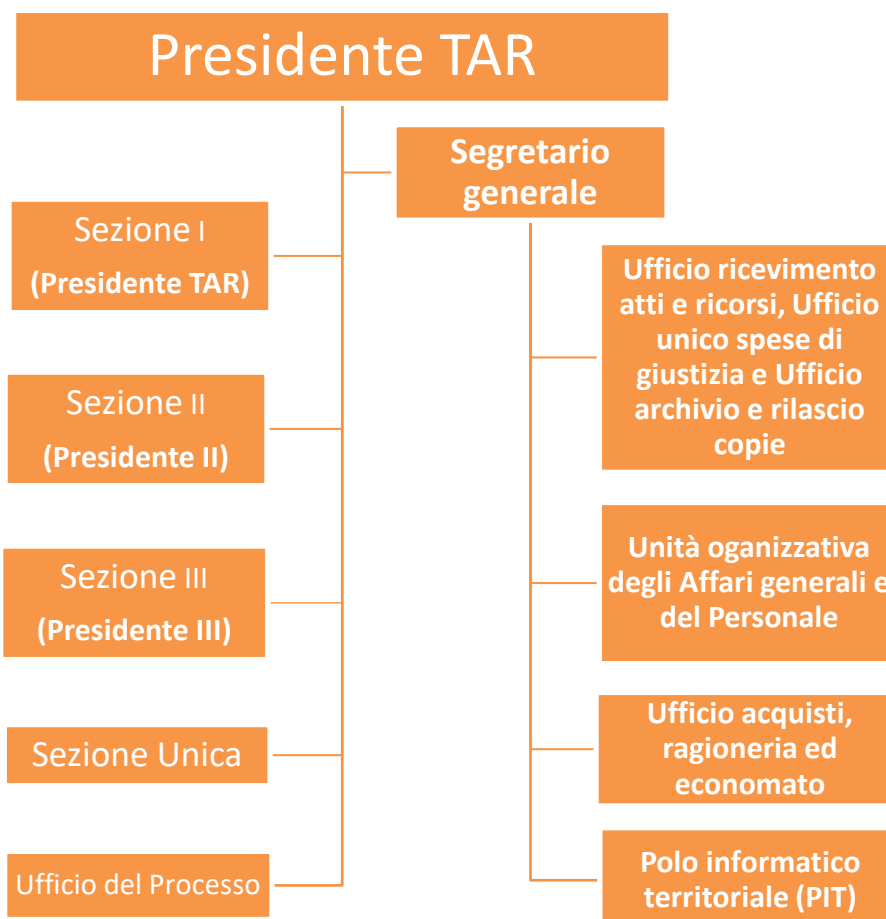 Presidente TAR
Segretario
generale
Sezione I
(Presidente TAR)
Sezione II
(Presidente II)
Sezione III
(Presidente III)
Sezione Unica
Ufficio del Processo
Ufficio ricevimento
atti e ricorsi, Ufficio
unico spese di
giustizia e Ufficio
archivio e rilascio
copie
Unità oganizzativa
degli Affari generali e
del Personale
Ufficio acquisti,
ragioneria ed
economato
Polo informatico
territoriale (PIT)